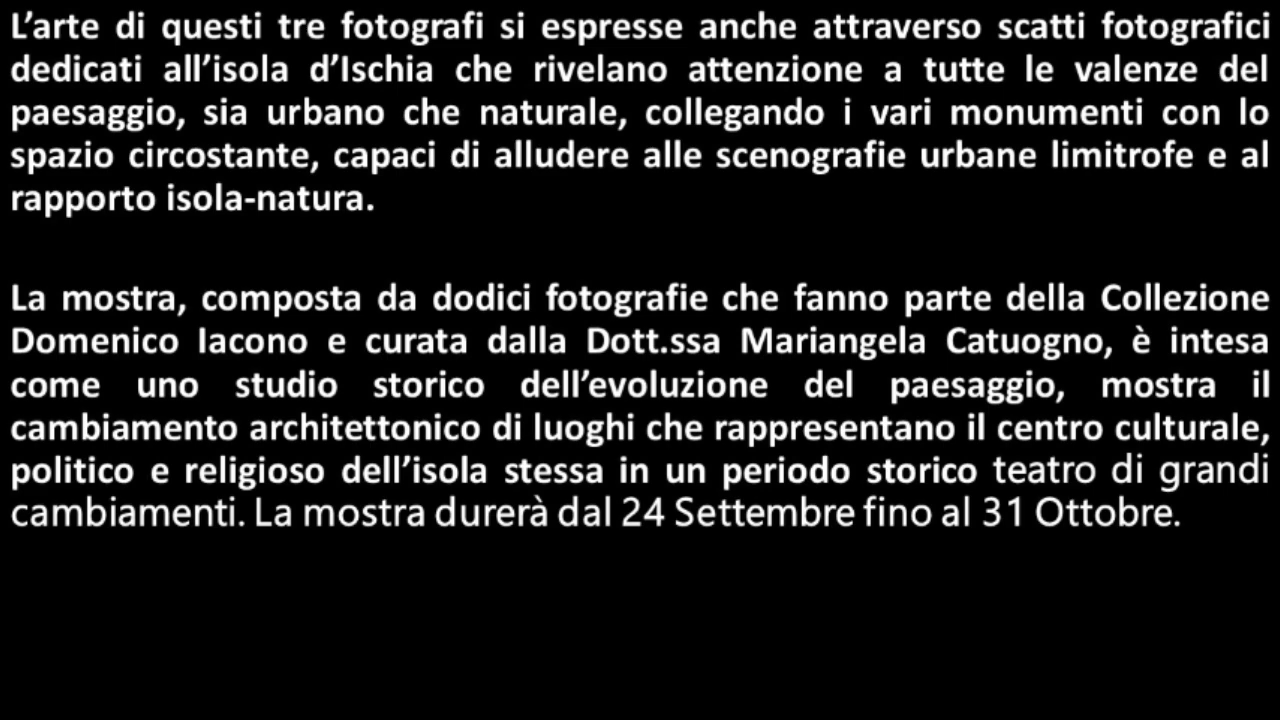 L’arte di questi tre fotografi si espresse anche attraverso scatti fotografici
dedicati all’isola d’Ischia che rivelano attenzione a tutte le valenze del
paesaggio, sia urbano che naturale, collegando i vari monumenti con lo
spazio circostante, capaci di alludere alle scenografie urbane limitrofe e al
rapporto isola-natura.
La mostra, composta da dodici fotografie che fanno parte della Collezione
Domenico Iacono e curata dalla Dott.ssa Mariangela Catuogno, è intesa
come uno studio storico dell’evoluzione del paesaggio, mostra il
cambiamento architettonico di luoghi che rappresentano il centro culturale,
politico e religioso dell’isola stessa in un periodo storico teatro di grandi
cambiamenti. La mostra durerà dal 24 Settembre fino al 31 Ottobre.